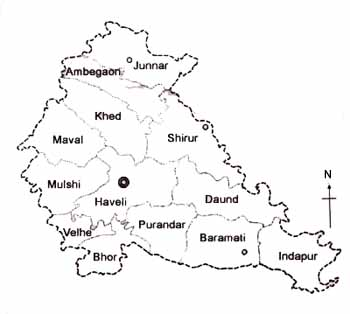 Junnar
Ambegaon
Khed
Shirur
Maval
Mulshi
Haveli
Daund
N
Velhe
Purandar
Baramati
Bhor
Indapur